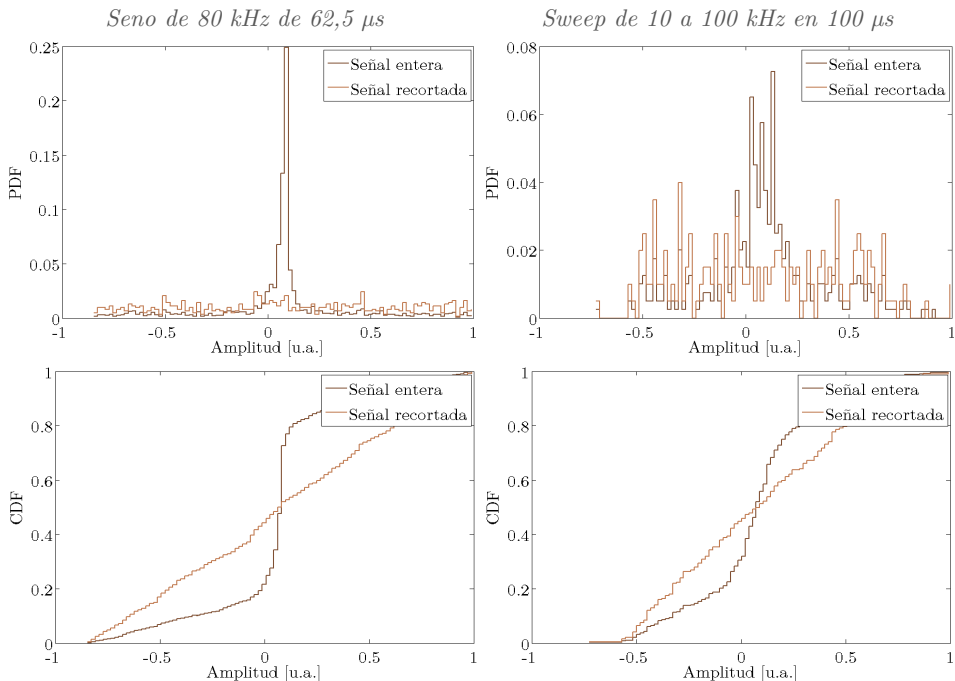 Seno de 80 kHz de 62,5 μs
Sweep de 10 a 100 kHz en 100 μs
0.25
0.2
0.15
0.1
0.05
0
-1
-0.5
0
0.5
1
PDF
Amplitud [u.a.]
Señal entera
Señal recortada
0.08
0.06
0.04
0.02
0
-1
-0.5
0
0.5
1
PDF
Amplitud [u.a.]
Señal entera
Señal recortada
1
0.8
0.6
0.4
0.2
0
-1
-0.5
0
0.5
1
CDF
Amplitud [u.a.]
Señal entera
Señal recortada
1
0.8
0.6
0.4
0.2
0
-1
-0.5
0
0.5
1
CDF
Amplitud [u.a.]
Señal entera
Señal recortada